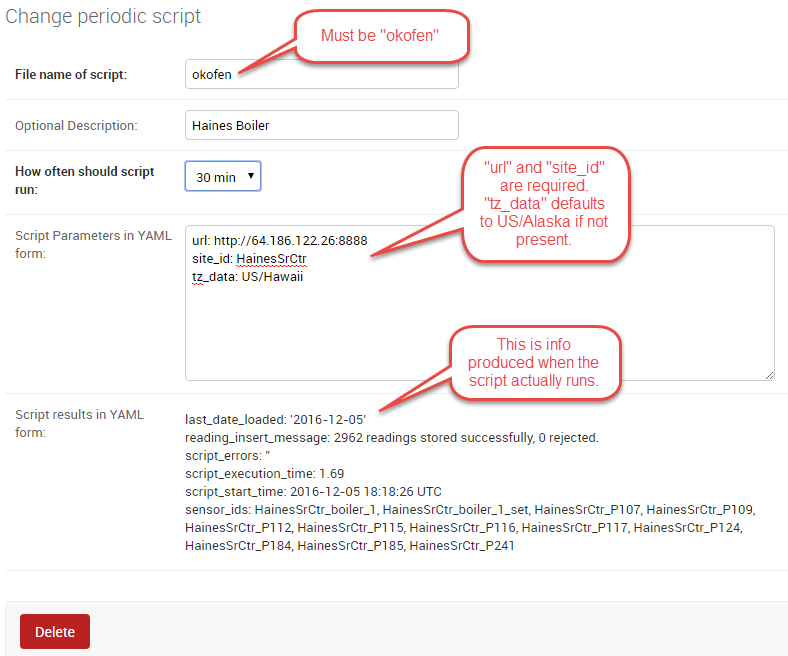 Change periodic script
Must be "okofen"
File name of script:
okofen
Optional Description:
Haines Boiler
How often should script
run:
30 min
"url" and "site_id"
are required.
"tz_data" defaults
to US/Alaska if not
present.
Script Parameters in YAML
form:
url: http://64.186.122.26:8888
site_id: HainesSrCtr
tz_data: US/Hawaii
This is info
produced when the
script actually runs.
Script results in YAML
form:
last_date_loaded: '2016-12-05'
reading_insert_message: 2962 readings stored successfully, 0 rejected.
script_errors: ''
script_execution_time: 1.69
script_start_time: 2016-12-05 18:18:26 UTC
sensor_ids: HainesSrCtr_boiler_1, HainesSrCtr_boiler_1_set, HainesSrCtr_P107, HainesSrCtr_P109,
HainesSrCtr_P112, HainesSrCtr_P115, HainesSrCtr_P116, HainesSrCtr_P117, HainesSrCtr_P124,
HainesSrCtr_P184, HainesSrCtr_P185, HainesSrCtr_P241
Delete